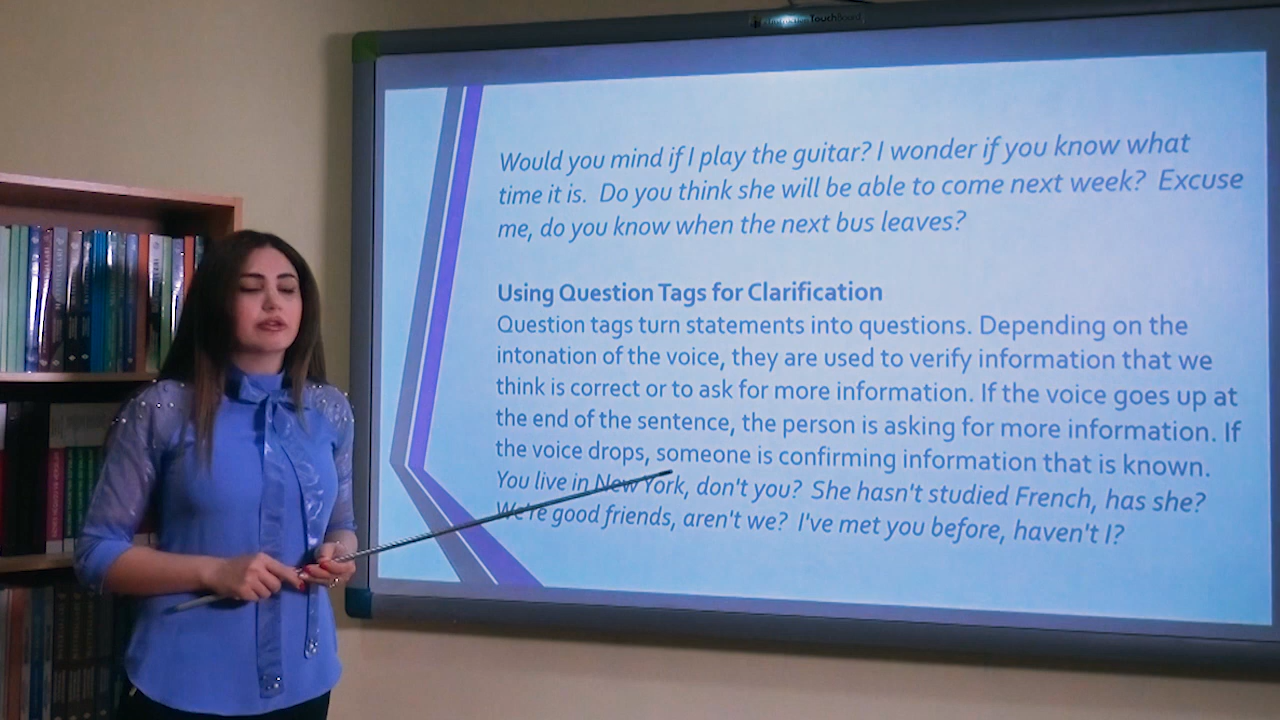 TouchBoard
Would you mind if I play the guitar? I wonder if you know what
time it is. Do you think she will be able to come next week? Excuse
me, do you know when the next bus leaves?
Using Question Tags for Clarification
Question tags turn statements into questions. Depending on the
intonation of the voice, they are used to verify information that we
think is correct or to ask for more information. If the voice goes up at
the end of the sentence, the person is asking for more information. If
the voice drops, someone is confirming information that is known.
You live in New York, don't you? She hasn't studied French, has she?
We're good friends, aren't we? I've met you before, haven't I?